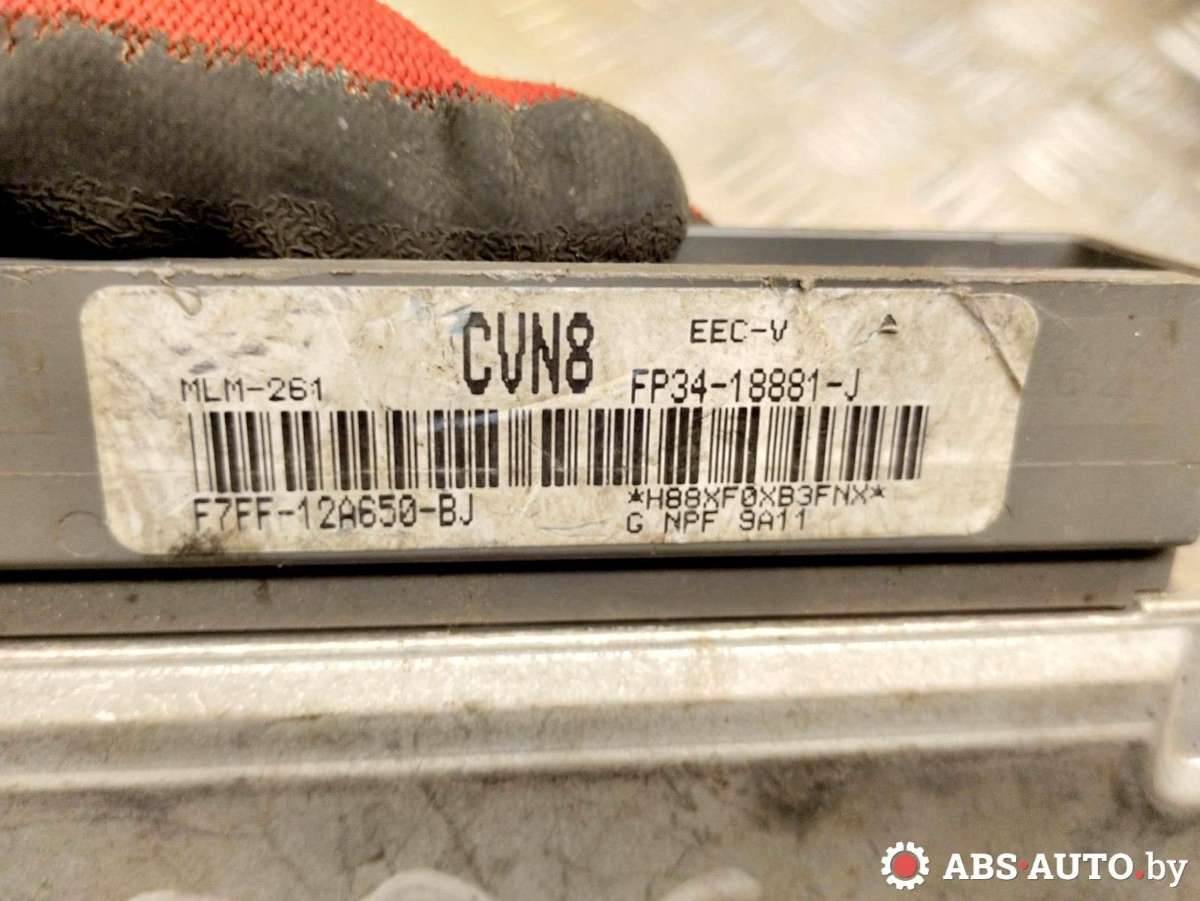 CVN8 EEC-V
MLM-261 FP34-18881-J
F7FF-12A650-BJ *H88XF0XB3FNX*
G NPF 9A11
ABS-AUTO.by